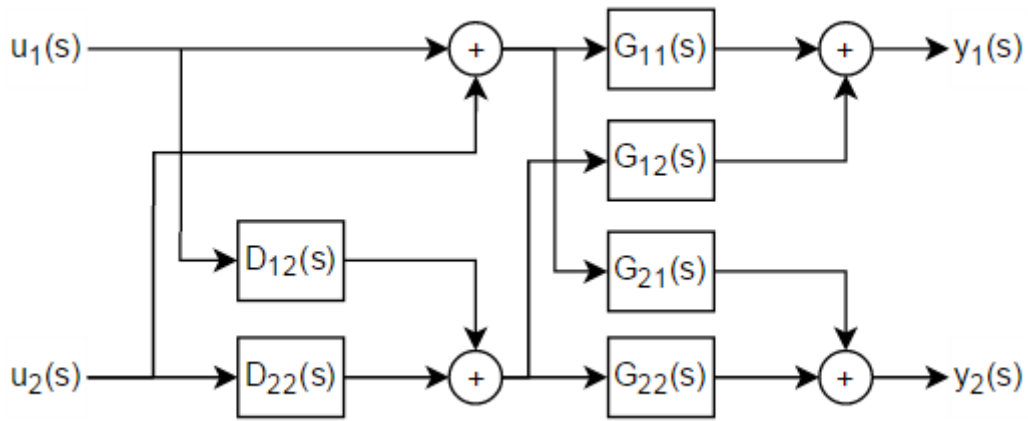 u1(s) + G11(s) + y1(s)
G12(s)
D12(s) G21(s)
u2(s) D22(s) + G22(s) + y2(s)